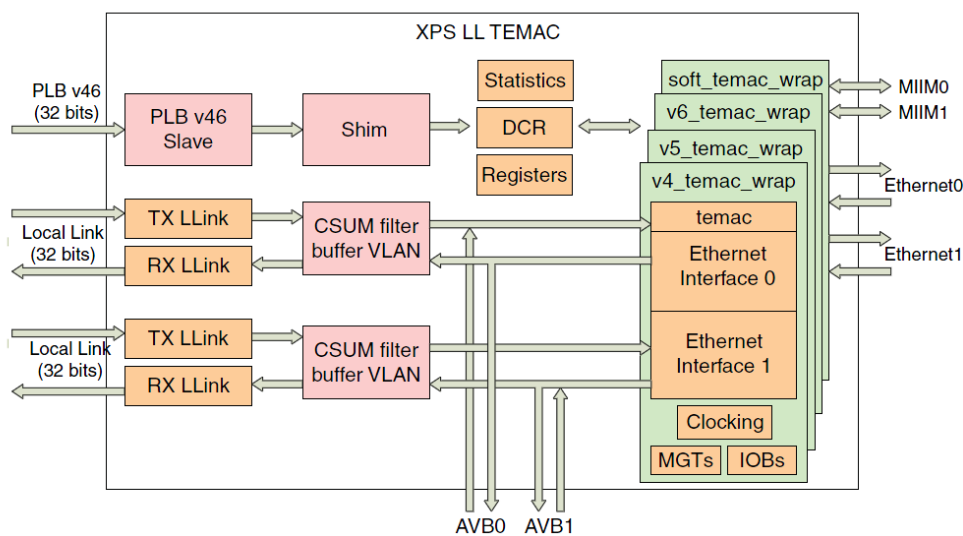 XPS LL TEMAC
PLB v46
(32 bits)
PLB v46
Slave
Shim
Statistics
DCR
Registers
soft_temac_wrap
v6_temac_wrap
v5_temac_wrap
v4_temac_wrap
MIIM0
MIIM1
Ethernet0
Ethernet1
Local Link
(32 bits)
TX LLink
RX LLink
CSUM filter
buffer VLAN
temac
Ethernet
Interface 0
Local Link
(32 bits)
TX LLink
RX LLink
CSUM filter
buffer VLAN
Ethernet
Interface 1
Clocking
MGTs
IOBs
AVB0
AVB1